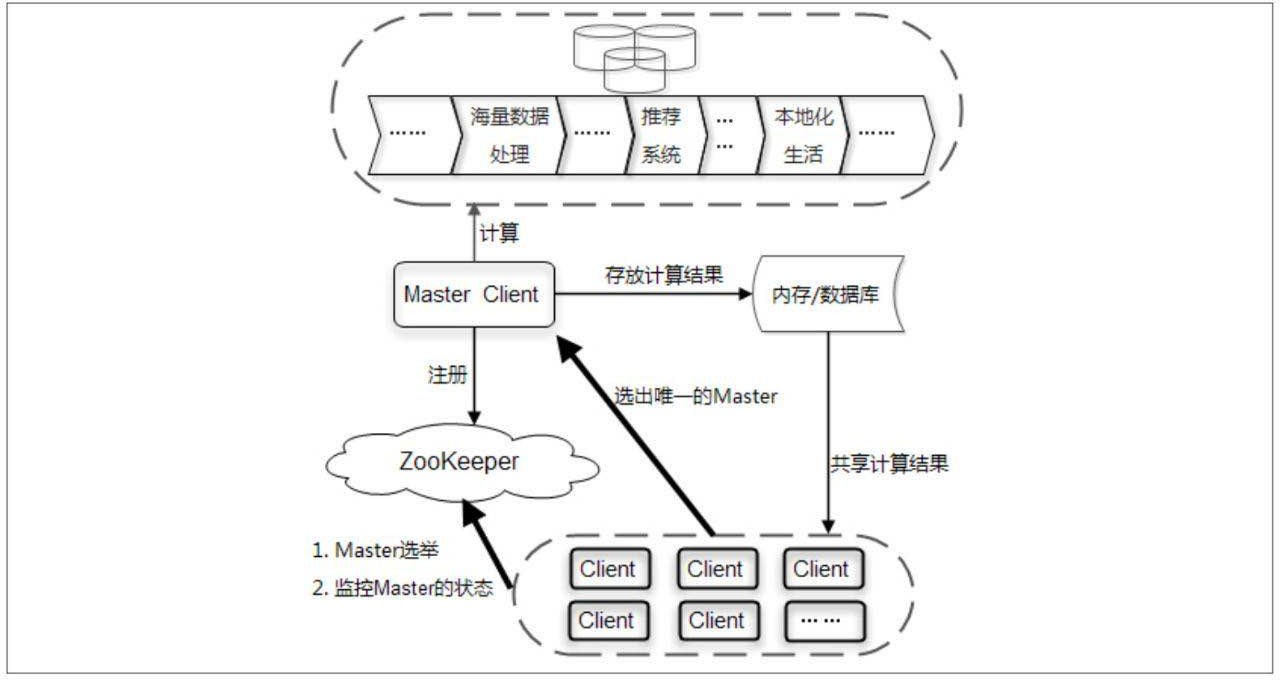 ……
海量数据
处理
……
推荐
系统
…
…
本地化
生活
……
计算
Master Client
存放计算结果
内存/数据库
注册
选出唯一的Master
ZooKeeper
共享计算结果
1. Master选举
2. 监控Master的状态
Client
Client
Client
Client
Client
… …